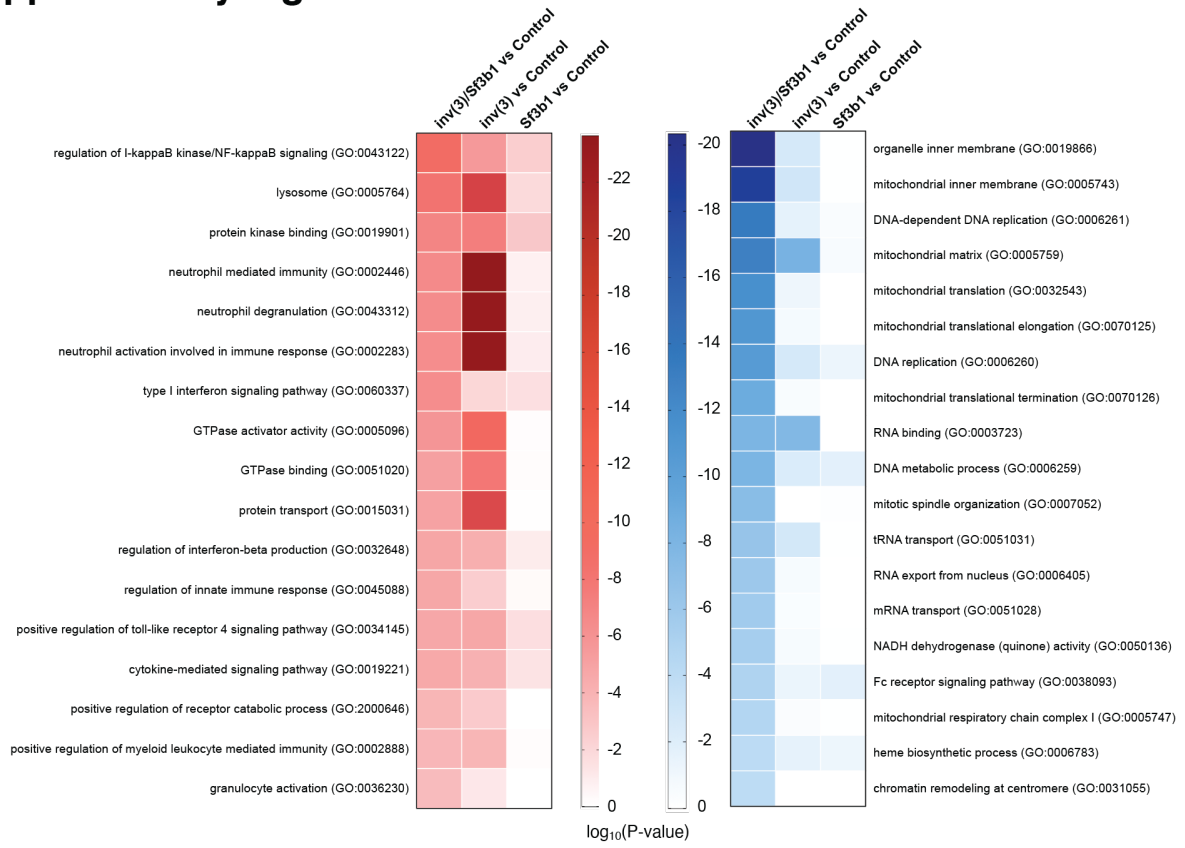 inv(3)/Sf3b1 vs Control
inv(3) vs Control
Sf3b1 vs Control
regulation of I-kappaB kinase/NF-kappaB signaling (GO:0043122)
lysosome (GO:0005764)
protein kinase binding (GO:0019901)
neutrophil mediated immunity (GO:0002446)
neutrophil degranulation (GO:0043312)
neutrophil activation involved in immune response (GO:0002283)
type I interferon signaling pathway (GO:0060337)
GTPase activator activity (GO:0005096)
GTPase binding (GO:0051020)
protein transport (GO:0015031)
regulation of interferon-beta production (GO:0032648)
regulation of innate immune response (GO:0045088)
positive regulation of toll-like receptor 4 signaling pathway (GO:0034145)
cytokine-mediated signaling pathway (GO:0019221)
positive regulation of receptor catabolic process (GO:2000646)
positive regulation of myeloid leukocyte mediated immunity (GO:0002888)
granulocyte activation (GO:0036230)
-22
-20
-18
-16
-14
-12
-10
-8
-6
-4
-2
0
-20
-18
-16
-14
-12
-10
-8
-6
-4
-2
0
log10(P-value)
inv(3)/Sf3b1 vs Control
inv(3) vs Control
Sf3b1 vs Control
organelle inner membrane (GO:0019866)
mitochondrial inner membrane (GO:0005743)
DNA-dependent DNA replication (GO:0006261)
mitochondrial matrix (GO:0005759)
mitochondrial translation (GO:0032543)
mitochondrial translational elongation (GO:0070125)
DNA replication (GO:0006260)
mitochondrial translational termination (GO:0070126)
RNA binding (GO:0003723)
DNA metabolic process (GO:0006259)
mitotic spindle organization (GO:0007052)
tRNA transport (GO:0051031)
RNA export from nucleus (GO:0006405)
mRNA transport (GO:0051028)
NADH dehydrogenase (quinone) activity (GO:0050136)
Fc receptor signaling pathway (GO:0038093)
mitochondrial respiratory chain complex I (GO:0005747)
heme biosynthetic process (GO:0006783)
chromatin remodeling at centromere (GO:0031055)